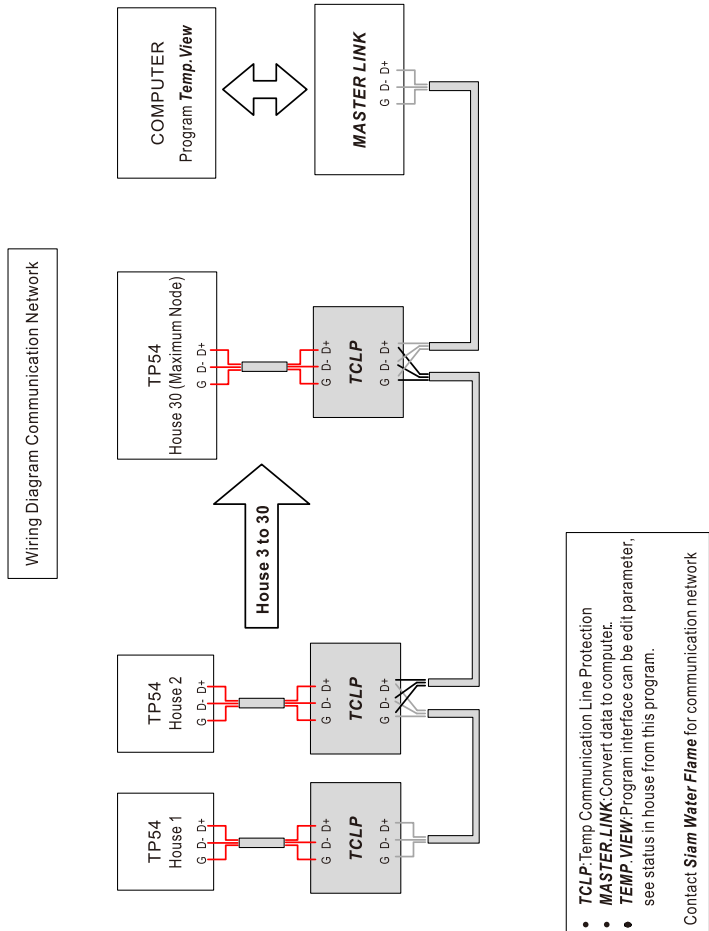 Wiring Diagram Communication Network
TP54
House 1
G D- D+
G D- D+
TCLP
G D- D+
TP54
House 2
G D- D+
G D- D+
TCLP
G D- D+
House 3 to 30
TP54
House 30 (Maximum Node)
G D- D+
G D- D+
TCLP
G D- D+
COMPUTER
Program Temp.View
MASTER LINK
G D- D+
• TCLP:Temp Communication Line Protection
• MASTER.LINK:Convert data to computer.
• TEMP.VIEW:Program interface can be edit parameter,
see status in house from this program.
Contact Siam Water Flame for communication network